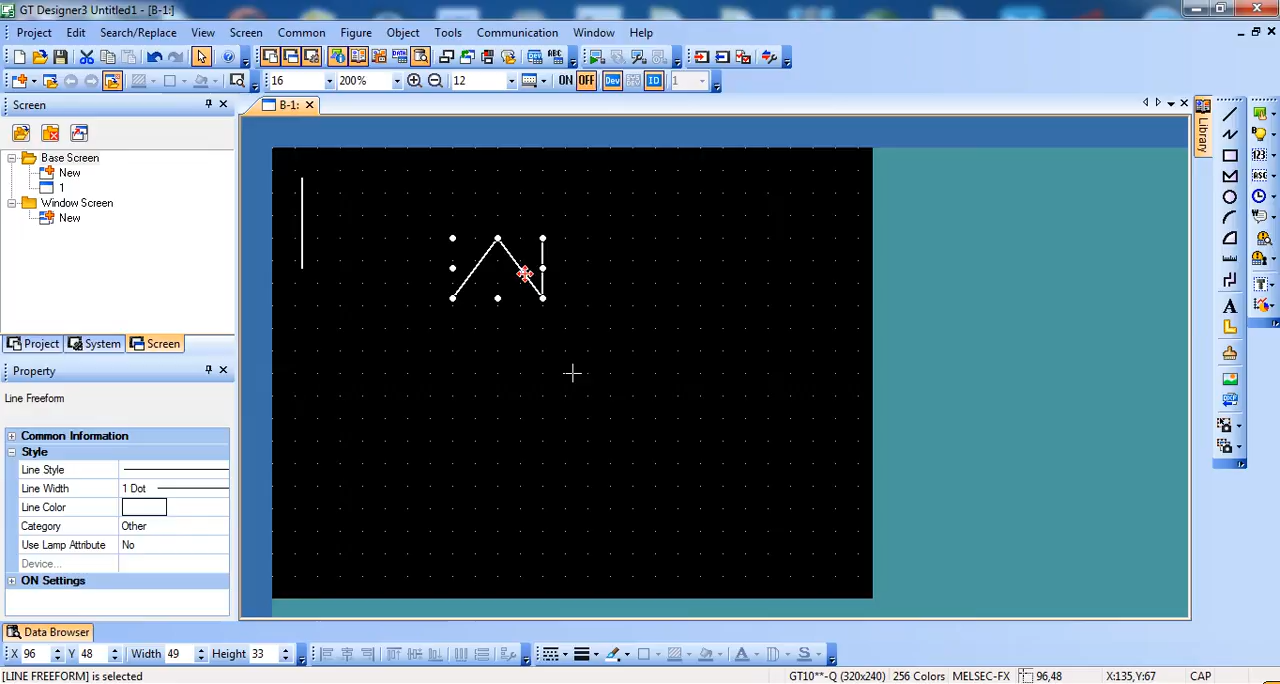 GT Designer3 Untitled1 - [B-1:]
Project Edit Search/Replace View Screen Common Figure Object Tools Communication Window Help
16 200% 12 ON OFF Dev ID 1
Screen
B-1:
Library
Base Screen
New
1
Window Screen
New
Project System Screen
Property
Line Freeform
Common Information
Style
Line Style
Line Width 1 Dot
Line Color
Category Other
Use Lamp Attribute No
Device...
ON Settings
Data Browser
X 96 Y 48 Width 49 Height 33
[LINE FREEFORM] is selected GT10**-Q (320x240) 256 Colors MELSEC-FX 96,48 X:135,Y:67 CAP